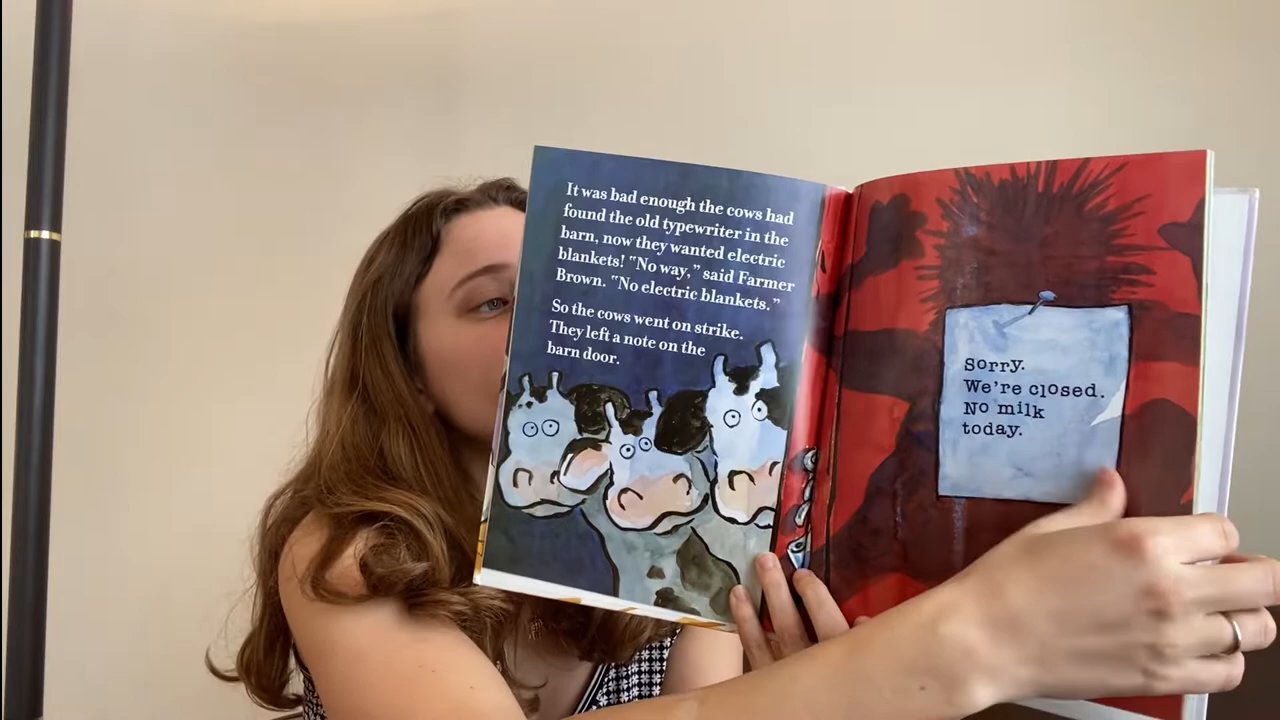 It was bad enough the cows had
found the old typewriter in the
barn, now they wanted electric
blankets! "No way," said Farmer
Brown. "No electric blankets."
So the cows went on strike.
They left a note on the
barn door.
Sorry.
We're closed.
No milk
today.